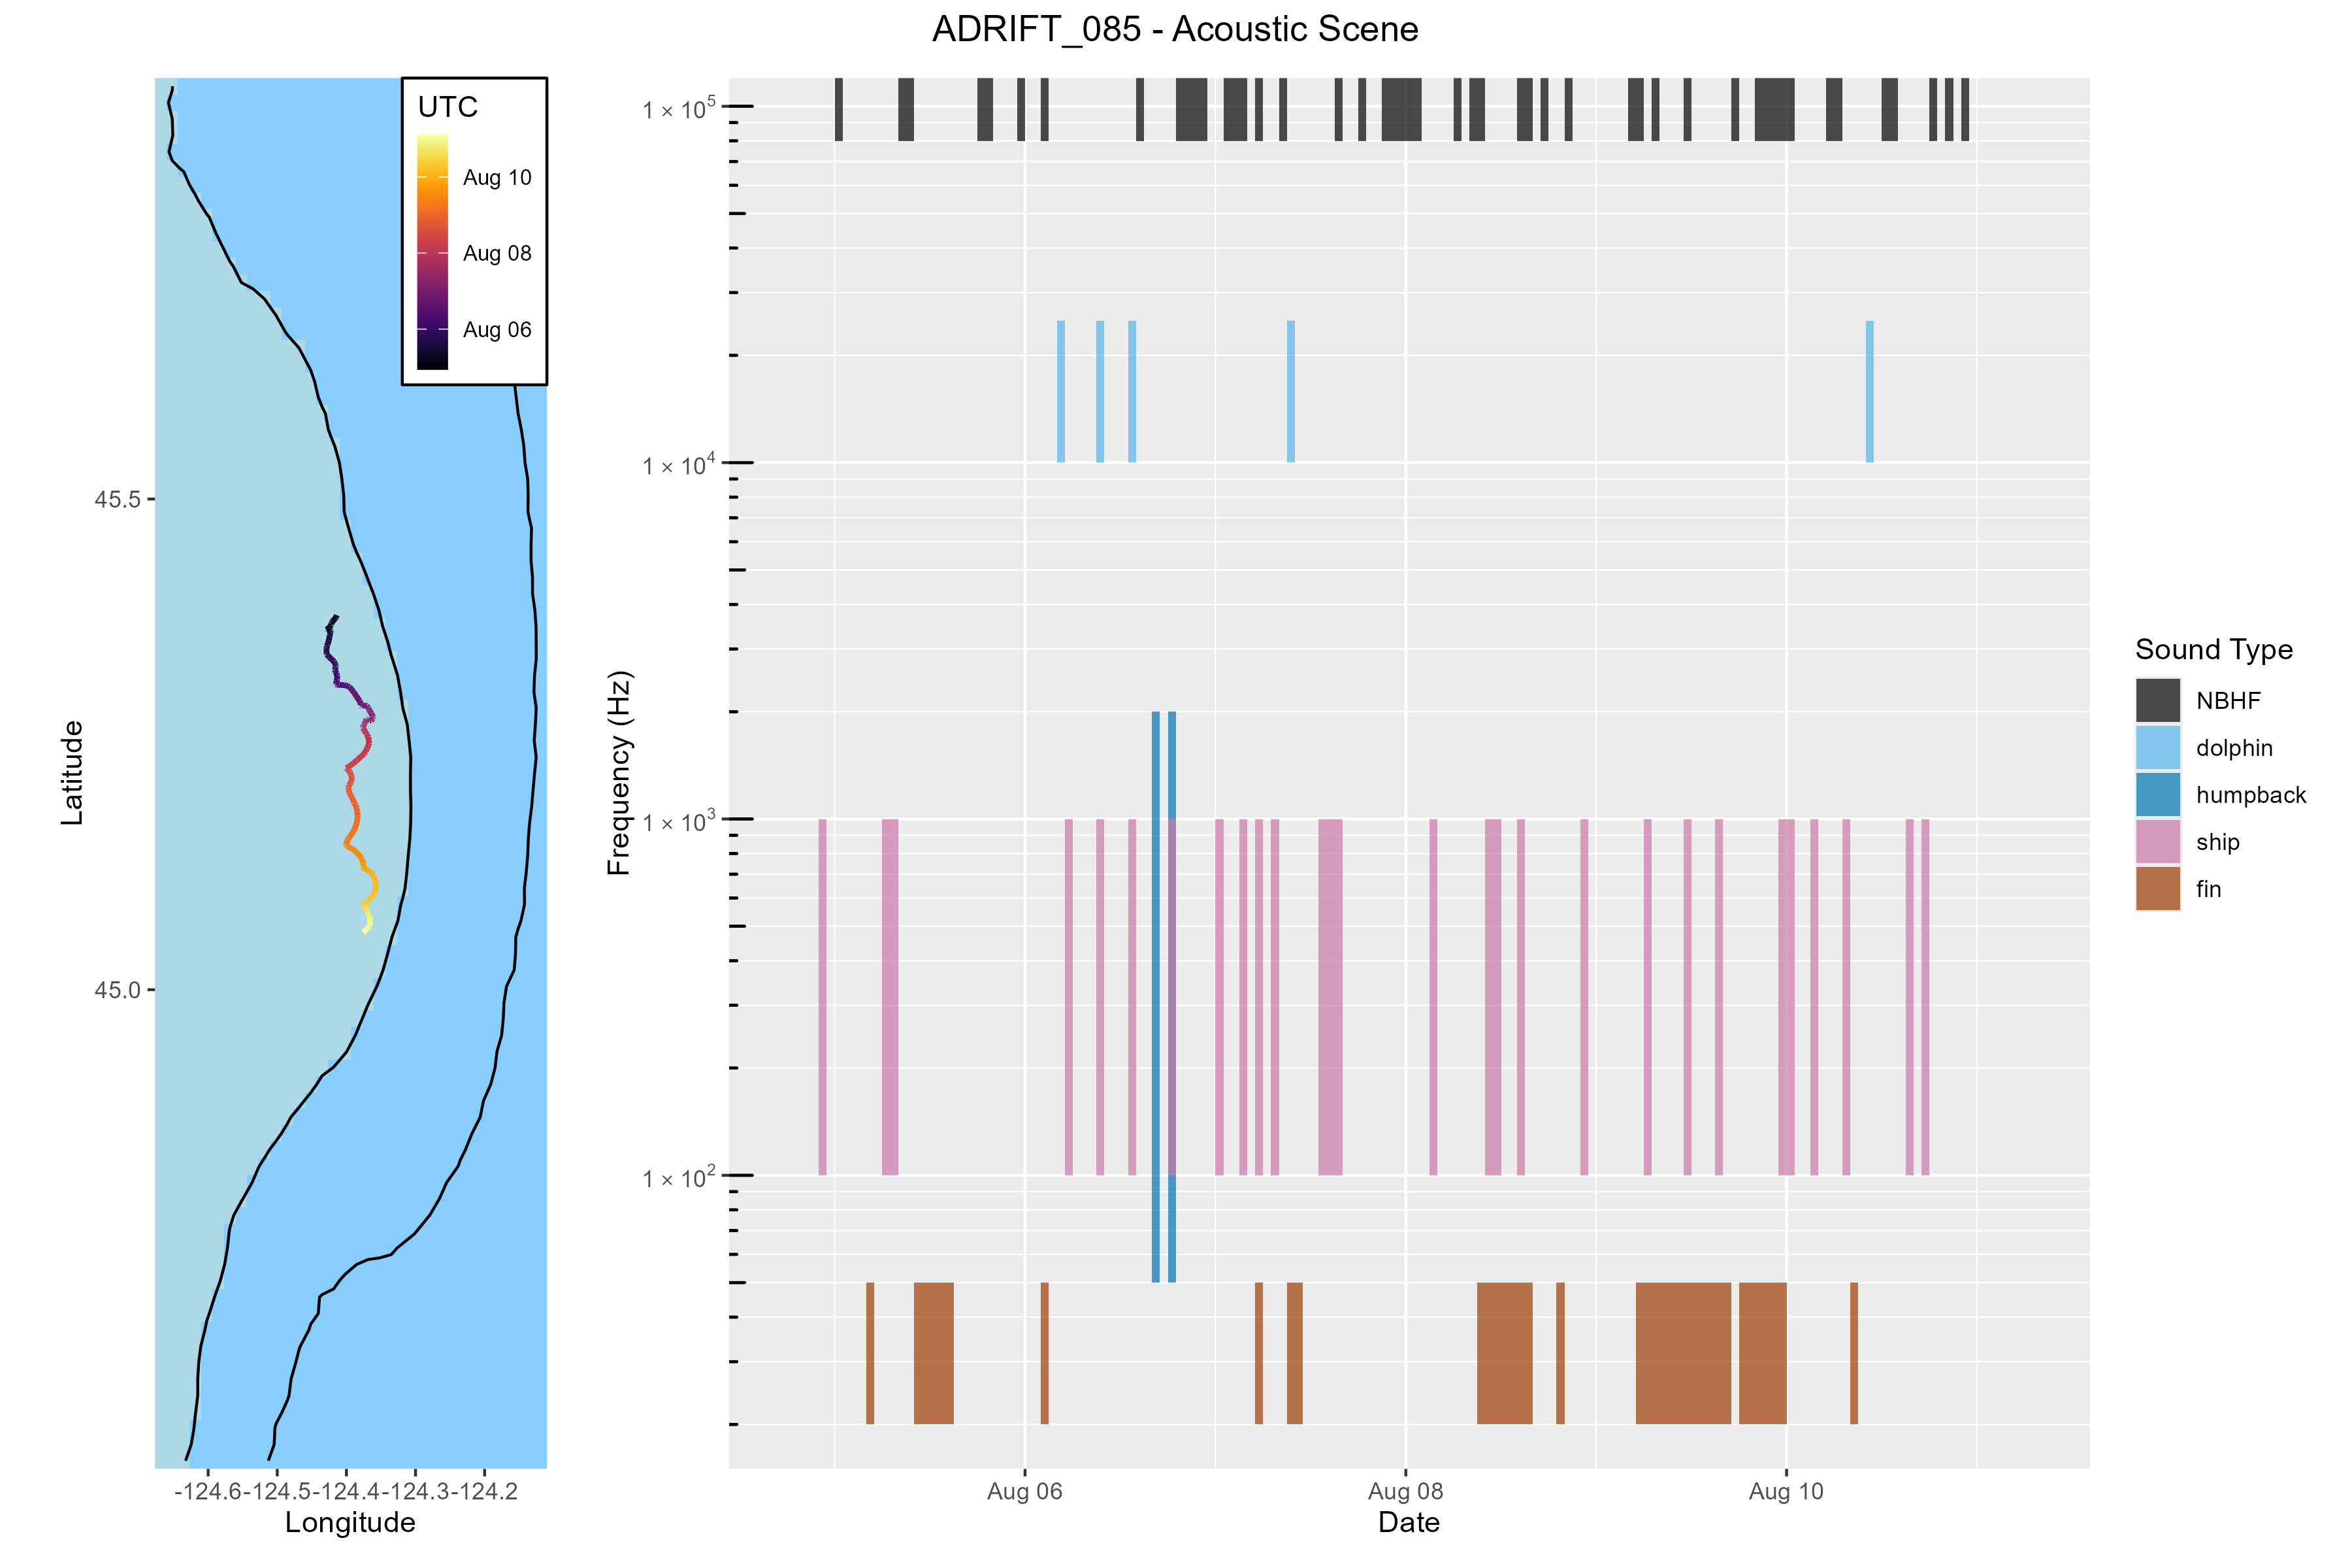 ADRIFT_085 - Acoustic Scene
UTC
Aug 10
Aug 08
Aug 06
45.5
45.0
Latitude
-124.6 -124.5 -124.4 -124.3 -124.2
Longitude
1 × 10⁵
1 × 10⁴
1 × 10³
1 × 10²
Frequency (Hz)
Aug 06 Aug 08 Aug 10
Date
Sound Type
NBHF
dolphin
humpback
ship
fin